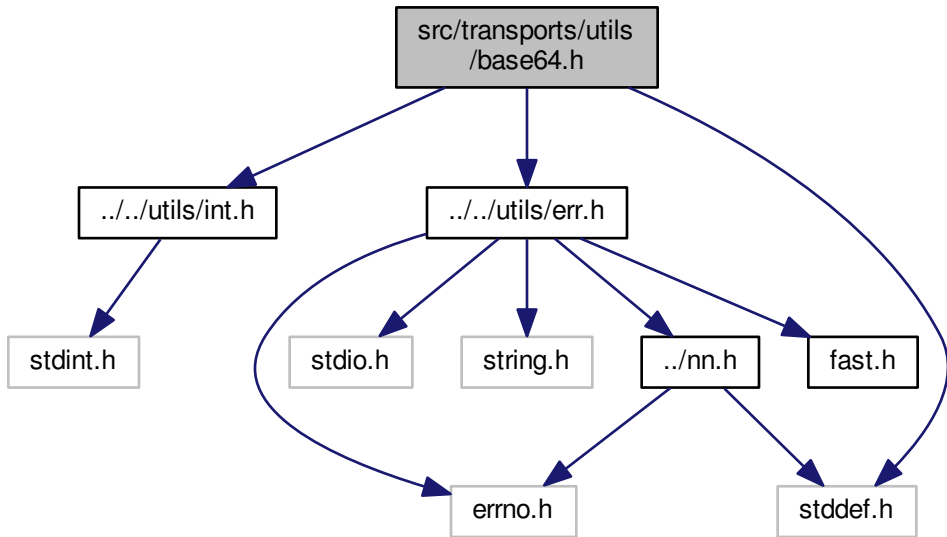 src/transports/utils
/base64.h
../../utils/int.h
../../utils/err.h
stdint.h
stdio.h
string.h
../nn.h
fast.h
errno.h
stddef.h